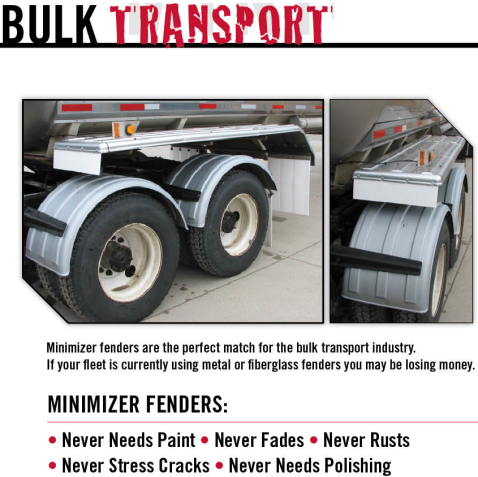 BULK TRANSPORT
Minimizer fenders are the perfect match for the bulk transport industry.
If your fleet is currently using metal or fiberglass fenders you may be losing money.
MINIMIZER FENDERS:
• Never Needs Paint • Never Fades • Never Rusts
• Never Stress Cracks • Never Needs Polishing